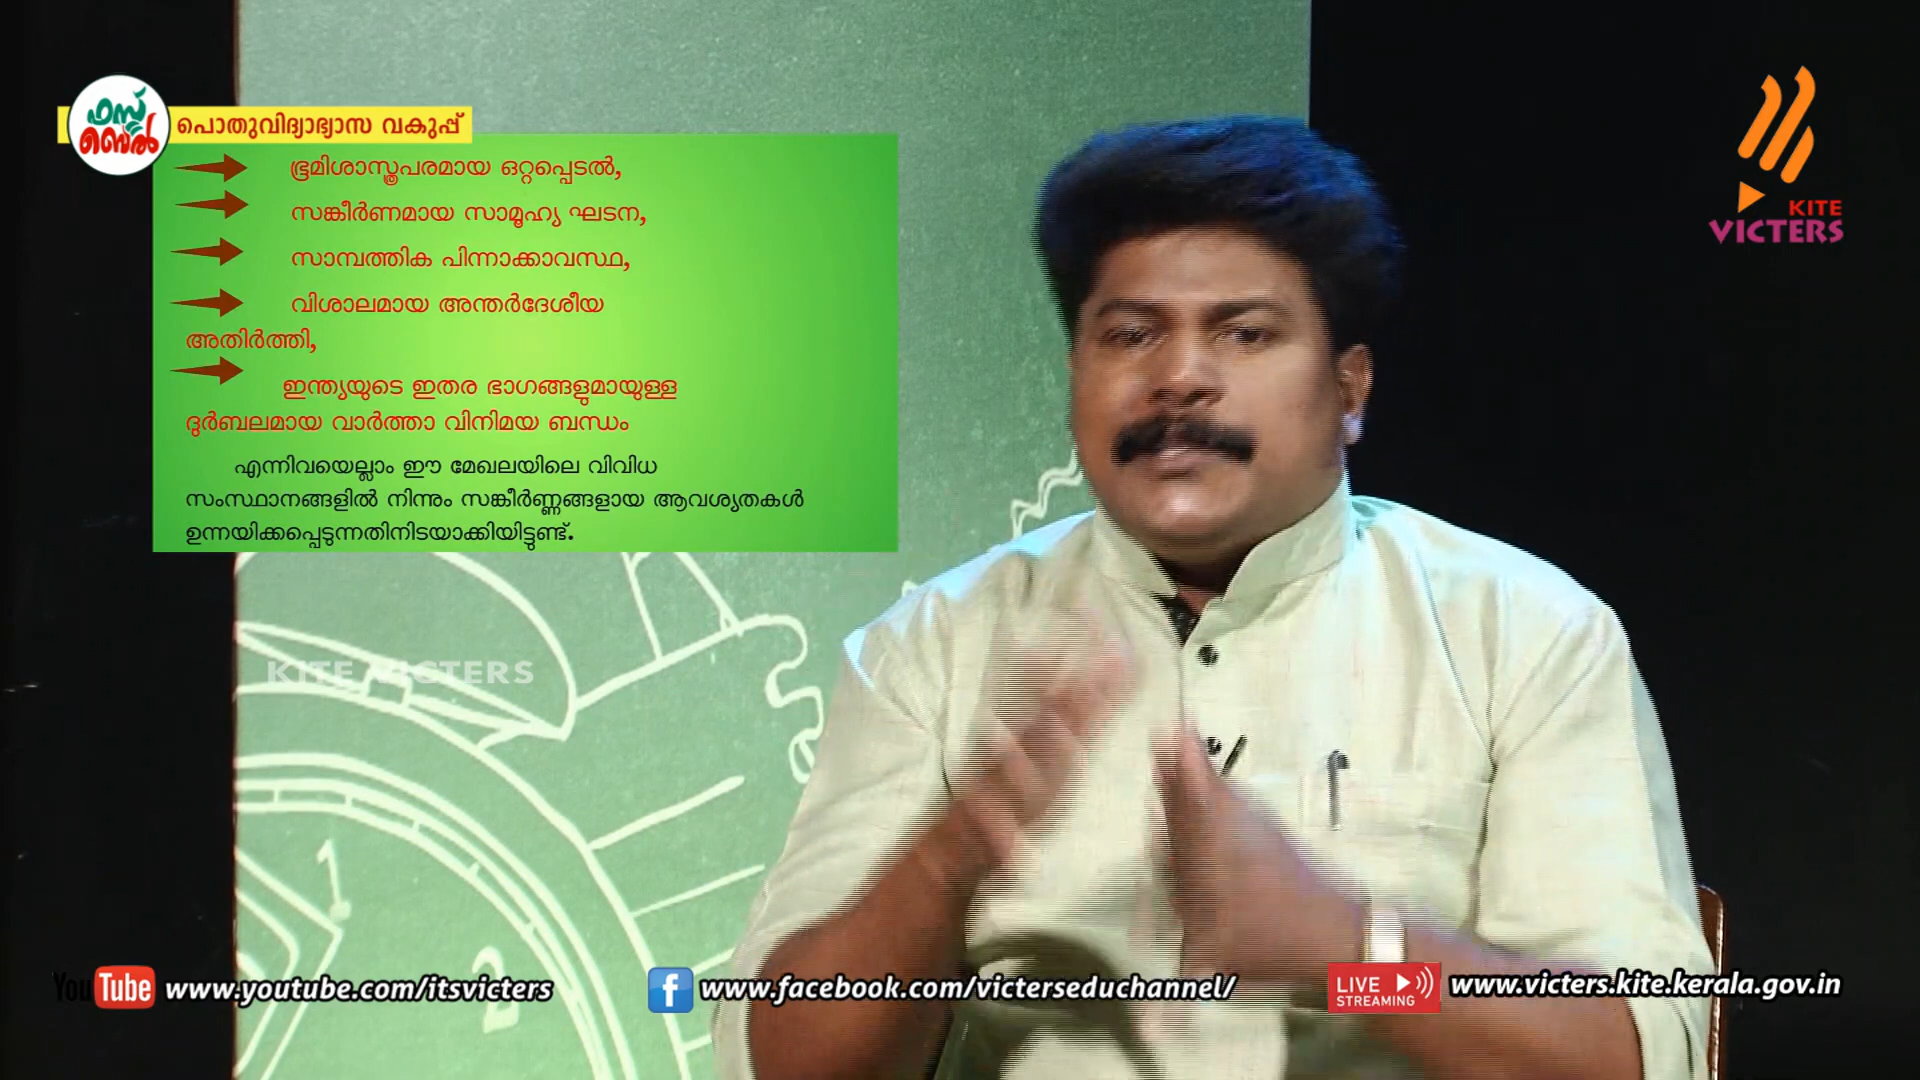 ഫസ്റ്റ്
ബെൽ
പൊതുവിദ്യാഭ്യാസ വകുപ്പ്
ഭൂമിശാസ്ത്രപരമായ ഒറ്റപ്പെടൽ,
സങ്കീർണമായ സാമൂഹ്യ ഘടന,
സാമ്പത്തിക പിന്നാക്കാവസ്ഥ,
വിശാലമായ അന്തർദേശീയ
അതിർത്തി,
ഇന്ത്യയുടെ ഇതര ഭാഗങ്ങളുമായുള്ള
ദുർബലമായ വാർത്താ വിനിമയ ബന്ധം
എന്നിവയെല്ലാം ഈ മേഖലയിലെ വിവിധ
സംസ്ഥാനങ്ങളിൽ നിന്നും സങ്കീർണ്ണങ്ങളായ ആവശ്യതകൾ
ഉന്നയിക്കപ്പെടുന്നതിനിടയാക്കിയിട്ടുണ്ട്.
KITE
VICTERS
KITE VICTERS
1
2
YouTube www.youtube.com/itsvicters
f www.facebook.com/victerseduchannel/
LIVE
STREAMING
www.victers.kite.kerala.gov.in